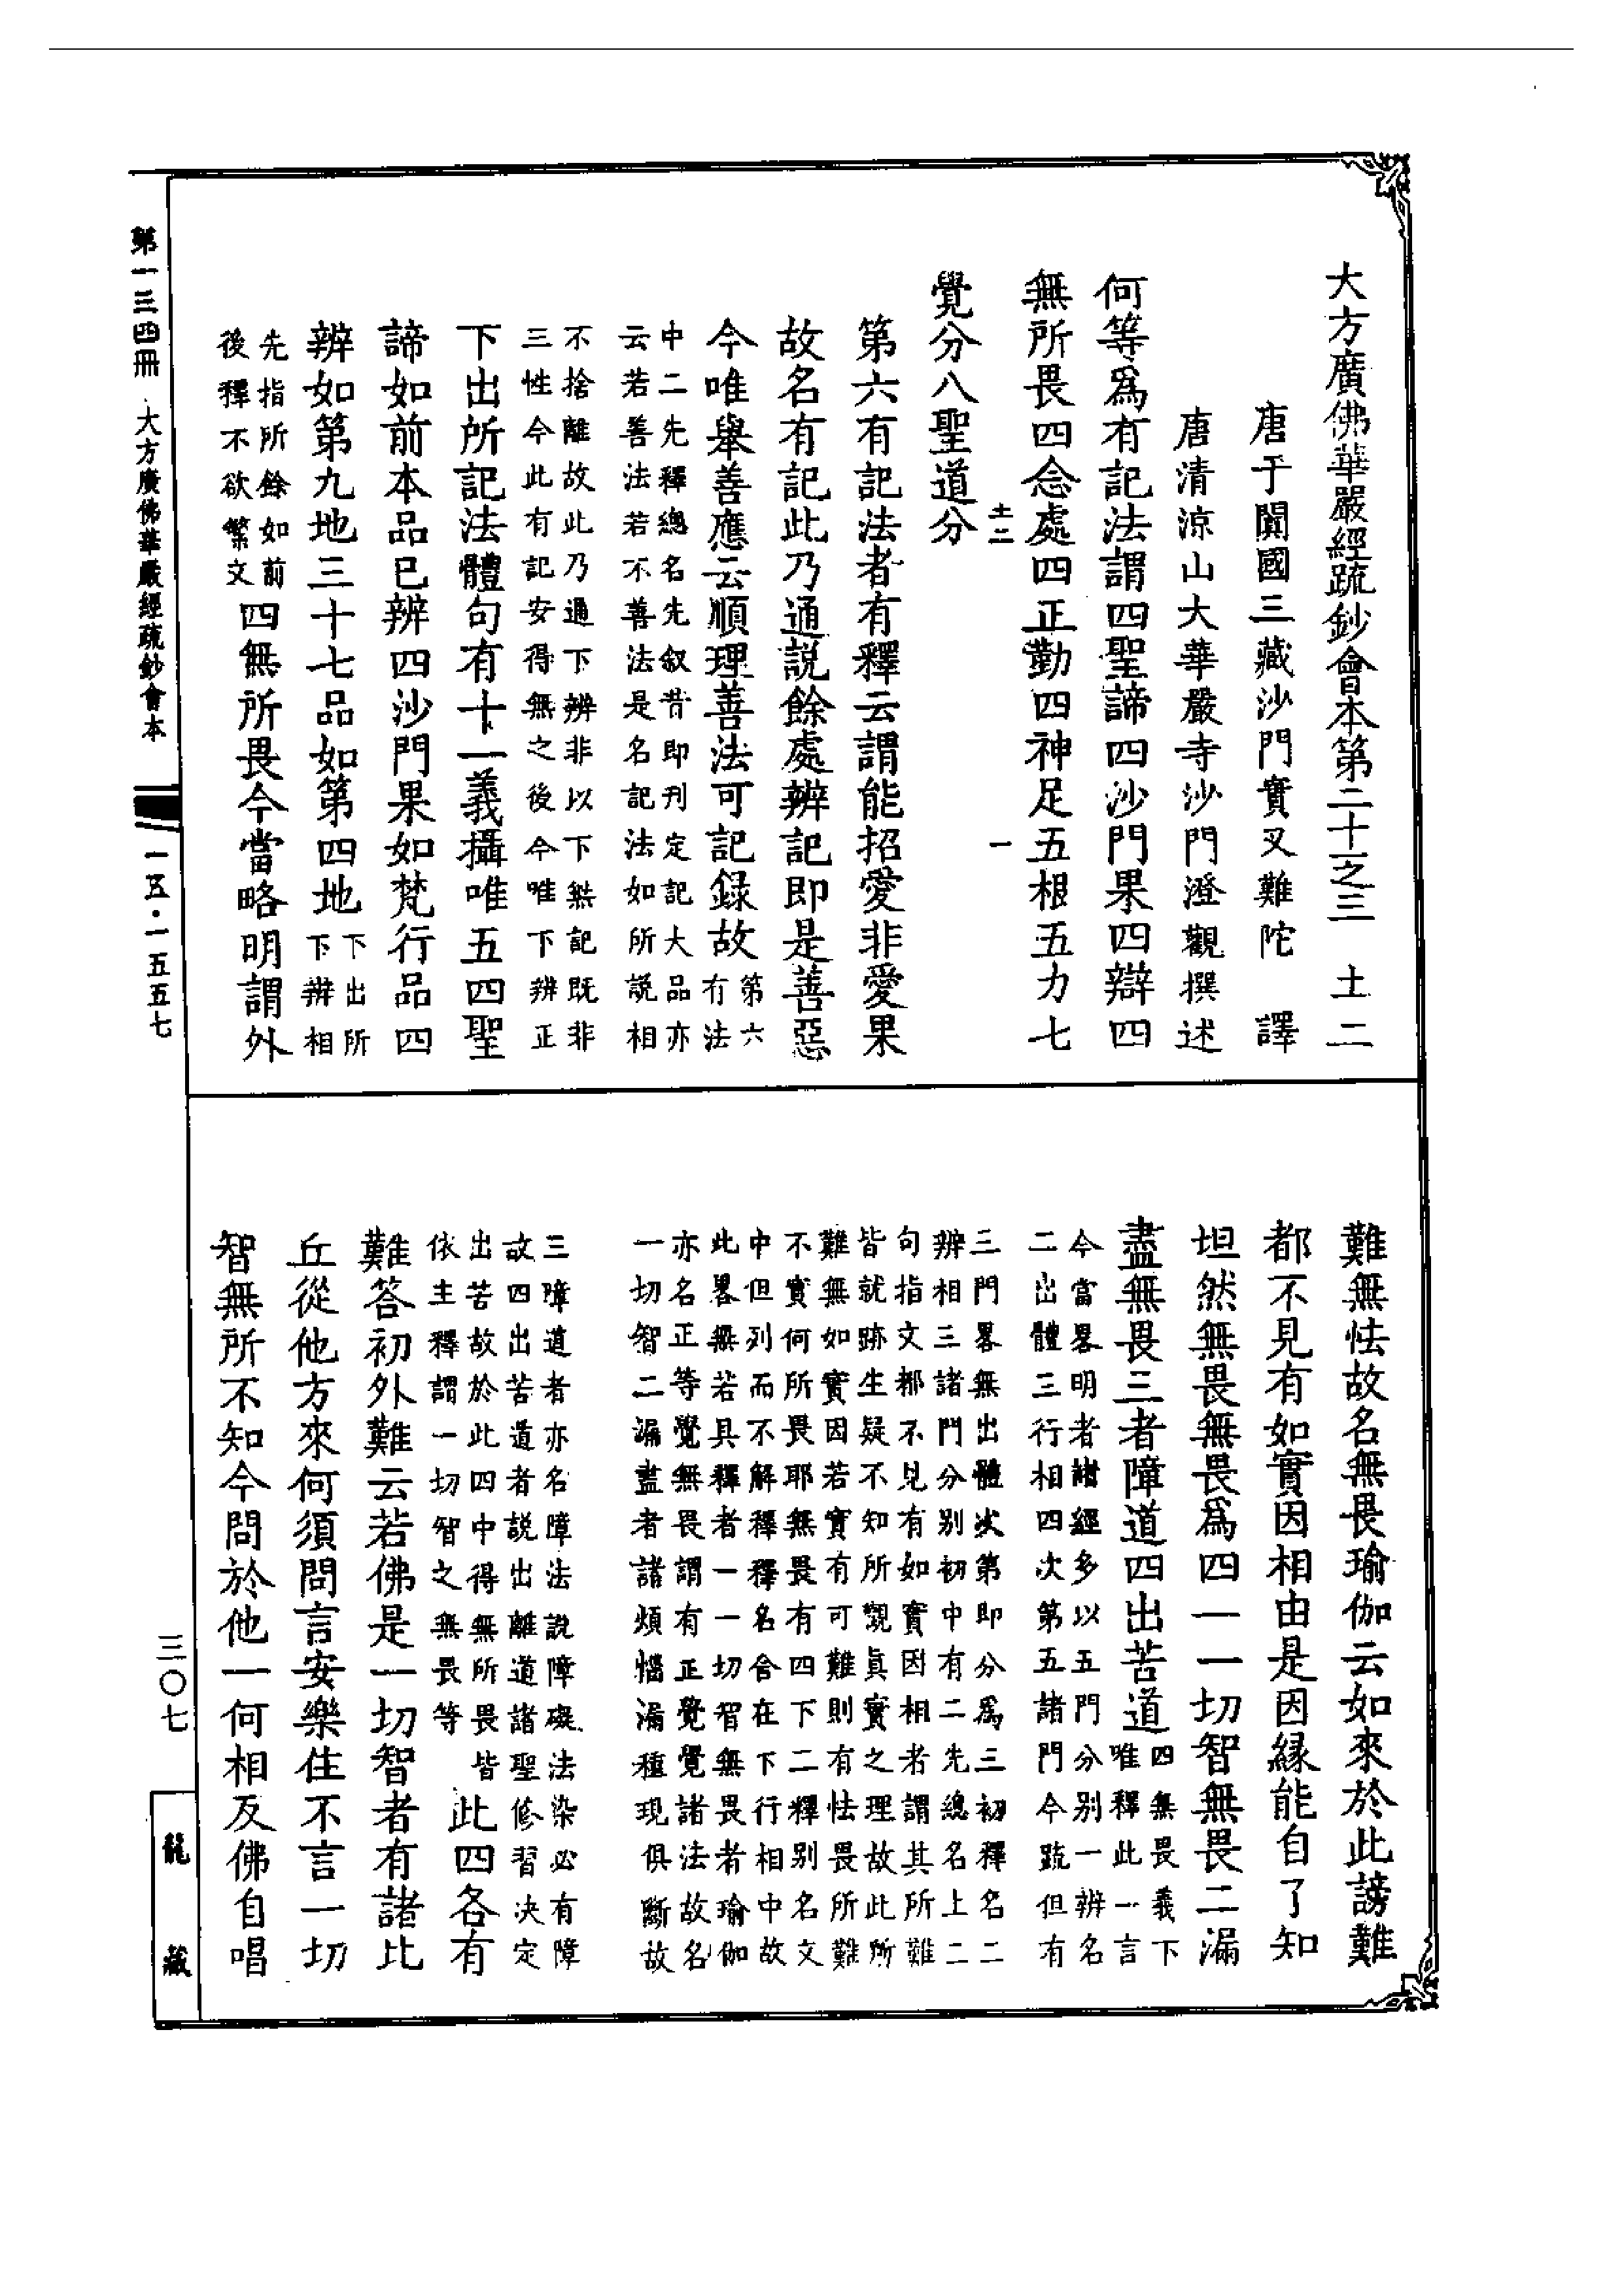 大方廣佛華嚴經疏鈔會本第二十一之三　土二
唐于闐國三藏沙門實叉難陀　譯
唐清涼山大華嚴寺沙門澄觀撰述
何等爲有記法謂四聖諦四沙門果四辯四
無所畏四念處四正勤四神足五根五力七
土二　一
覺分八聖道分
第六有記法者有釋云謂能招愛非愛果
故名有記此乃通説餘處辨記即是善惡
今唯舉善應云順理善法可記録故
第六
有法
中二先釋總名先叙昔即刋定記大品亦
云若善法若不善法是名記法如所説相
不捨離故此乃通下辨非以下無記既非
三性今此有記安得無之後今唯下辨正
下出所記法體句有十一義攝唯五四聖
諦如前本品已辨四沙門果如梵行品四
辨如第九地三十七品如第四地
下出所
下辨相
先指所餘如前
後釋不欲繁文
四無所畏今當略明謂外
難無怯故名無畏瑜伽云如來於此謗難
都不見有如實因相由是因緣能自了知
坦然無畏無畏爲四一一切智無畏二漏
盡無畏三者障道四出苦道
四無畏義下
唯釋此一言
今當畧明者諸經多以五門分別一辨名
二出體三行相四次第五諸門今疏但有
三門畧無出體次第即分爲三初釋名二
辨相三諸門分別初中有二先總名上二
句指文都不見有如實因相者謂其所難
皆就跡生疑不知所觀真實之理故此所
難無如實因若實有可難則有怯畏所難
不實何所畏耶無畏有四下二釋別名文
中但列而不解釋釋名含在下行相中故
此畧無若具釋者一一切智無畏者瑜伽
亦名正等覺無畏謂有正覺覺諸法故名
一切智二漏盡者諸煩惱漏種現俱斷故
三障道者亦名障法説障礙法染必有障
故四出苦道者説出離道諸聖修習决定
出苦故於此四中得無所畏皆
依主釋謂一切智之無畏等
此四各有
難答初外難云若佛是一切智者有諸比
丘從他方來何須問言安樂住不言一切
智無所不知今問於他一何相反佛自唱
第一三四冊　大方廣佛華嚴經疏鈔會本
一五·一五五七
三〇七
龍藏